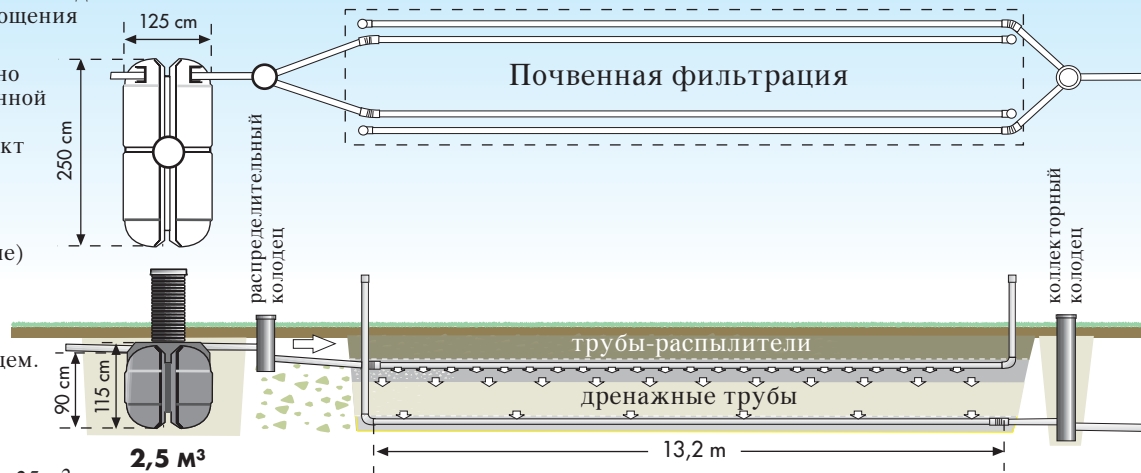 ощения
но
нной
кт
ие)
цем.
125 cm
250 cm
Почвенная фильтрация
распределительный
колодец
коллекторный
колодец
трубы-распылители
дренажные трубы
90 cm
115 cm
13,2 m
2,5 м³